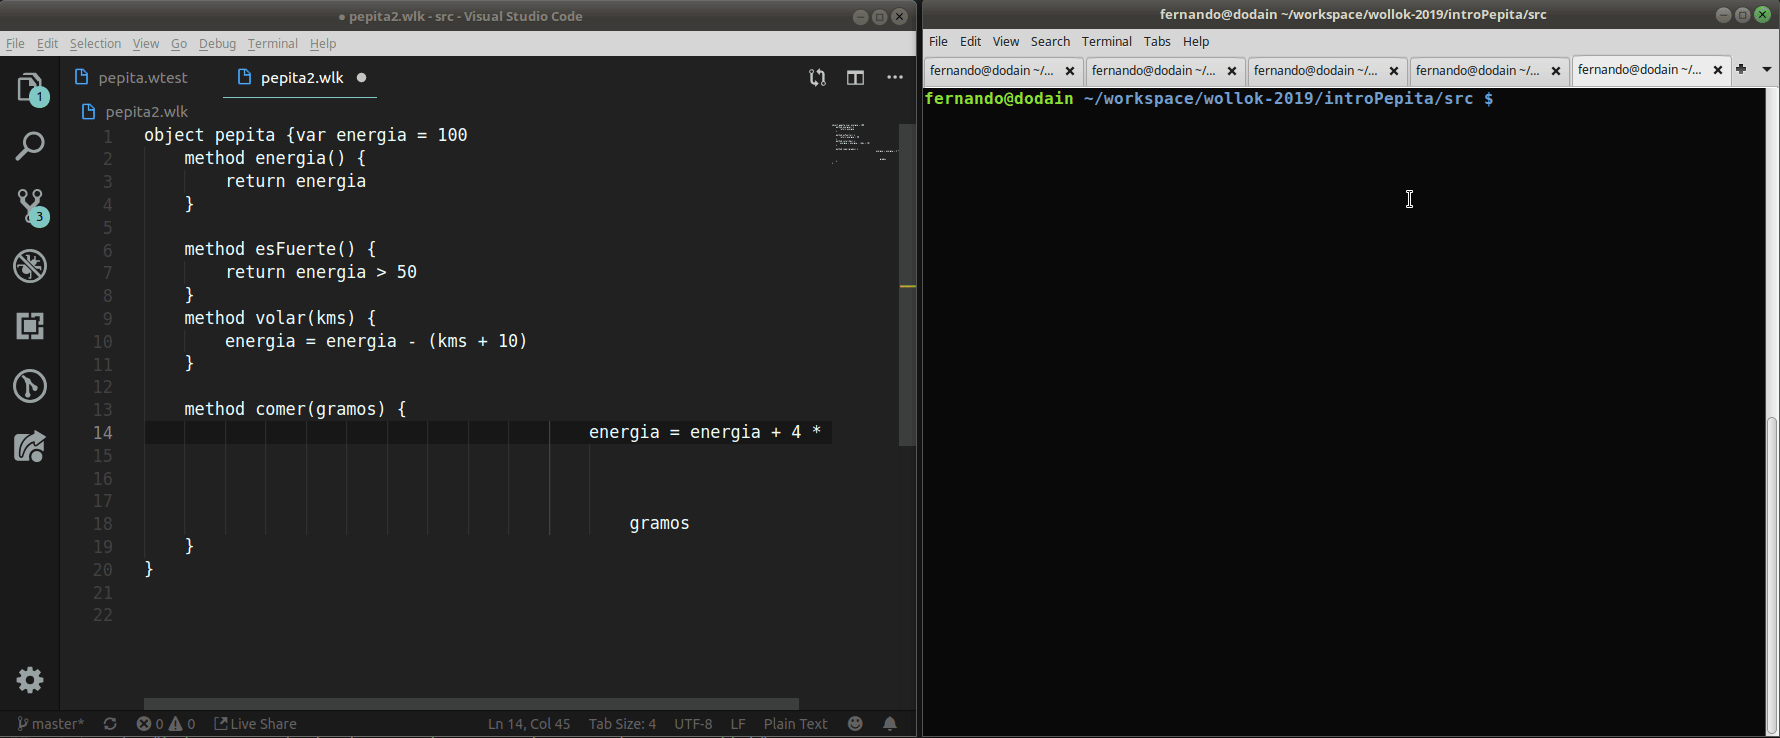 ● pepita2.wlk - src - Visual Studio Code
File Edit Selection View Go Debug Terminal Help
pepita.wtest pepita2.wlk
pepita2.wlk
1 object pepita {var energia = 100
2 method energia() {
3 return energia
4 }
5
6 method esFuerte() {
7 return energia > 50
8 }
9 method volar(kms) {
10 energia = energia - (kms + 10)
11 }
12
13 method comer(gramos) {
14 energia = energia + 4 *
15
16
17
18 gramos
19 }
20 }
21
22
1
3
master* 0 0 Live Share Ln 14, Col 45 Tab Size: 4 UTF-8 LF Plain Text
fernando@dodain ~/workspace/wollok-2019/introPepita/src
File Edit View Search Terminal Tabs Help
fernando@dodain ~/... fernando@dodain ~/... fernando@dodain ~/... fernando@dodain ~/... fernando@dodain ~/...
fernando@dodain ~/workspace/wollok-2019/introPepita/src $